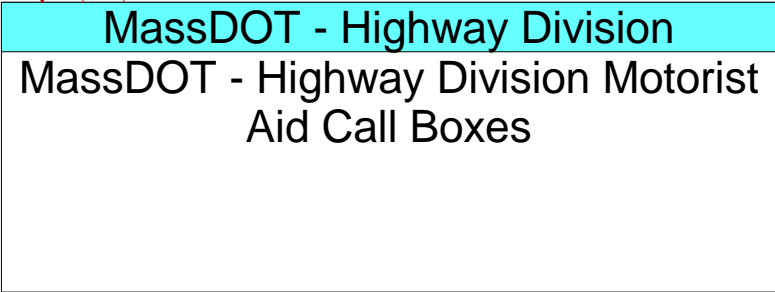 MassDOT - Highway Division
MassDOT - Highway Division Motorist
Aid Call Boxes